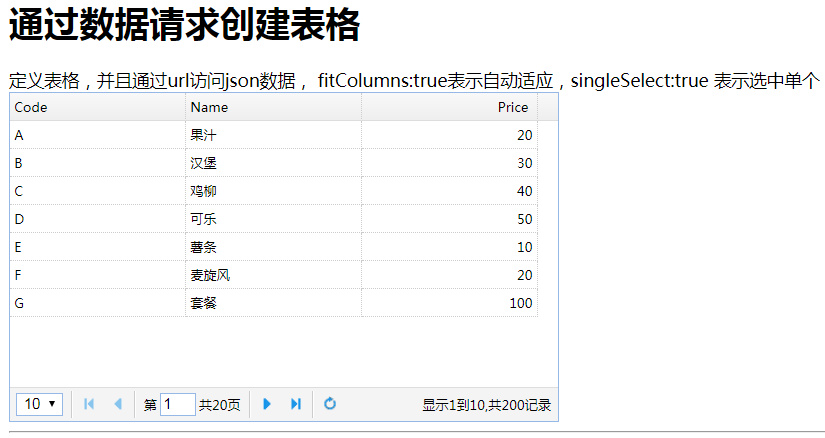 通过数据请求创建表格
定义表格，并且通过url访问json数据， fitColumns:true表示自动适应，singleSelect:true 表示选中单个
Code Name Price
A 果汁 20
B 汉堡 30
C 鸡柳 40
D 可乐 50
E 薯条 10
F 麦旋风 20
G 套餐 100
10 第 1 共20页 显示1到10,共200记录